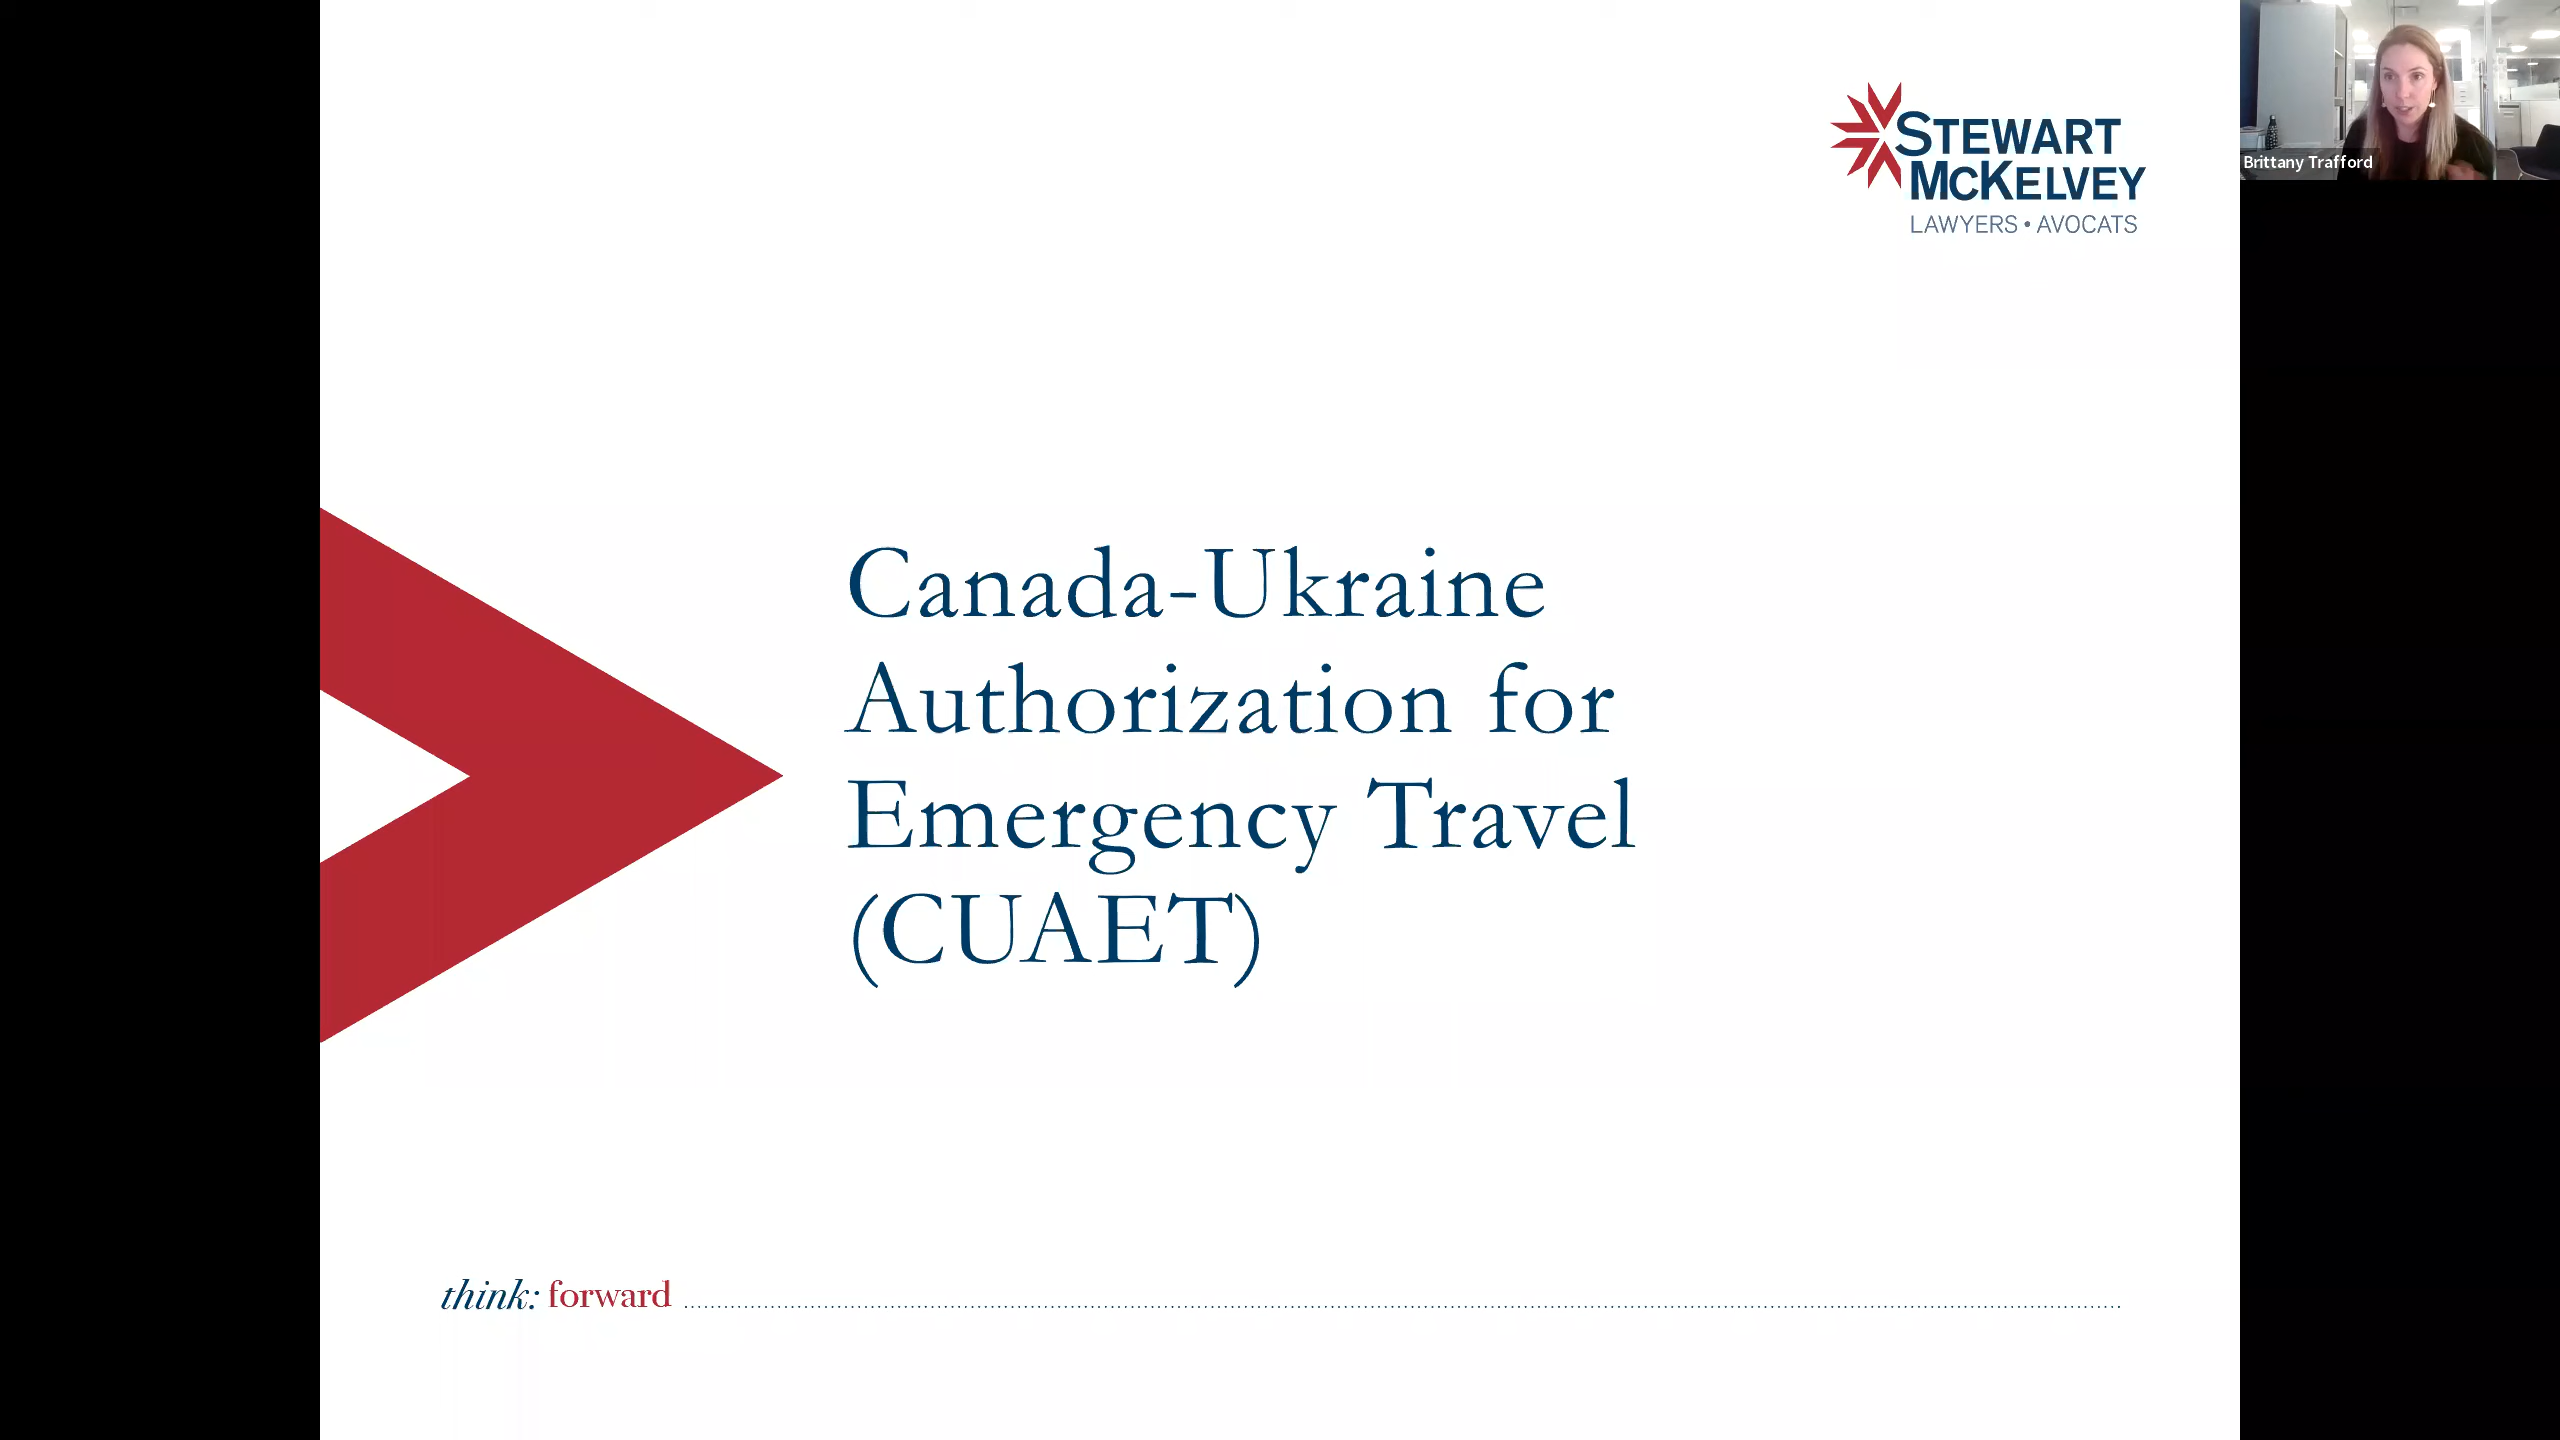 STEWART
MCKELVEY
LAWYERS • AVOCATS
Brittany Trafford
Canada-Ukraine
Authorization for
Emergency Travel
(CUAET)
think: forward